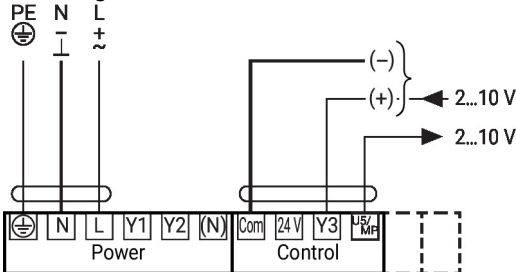 PE N L
⏚ – +
⊥ ~
(–)
(+) 2...10 V
2...10 V
⏚ N L Y1 Y2 (N) Com 24 V Y3 U5/MP
Power Control